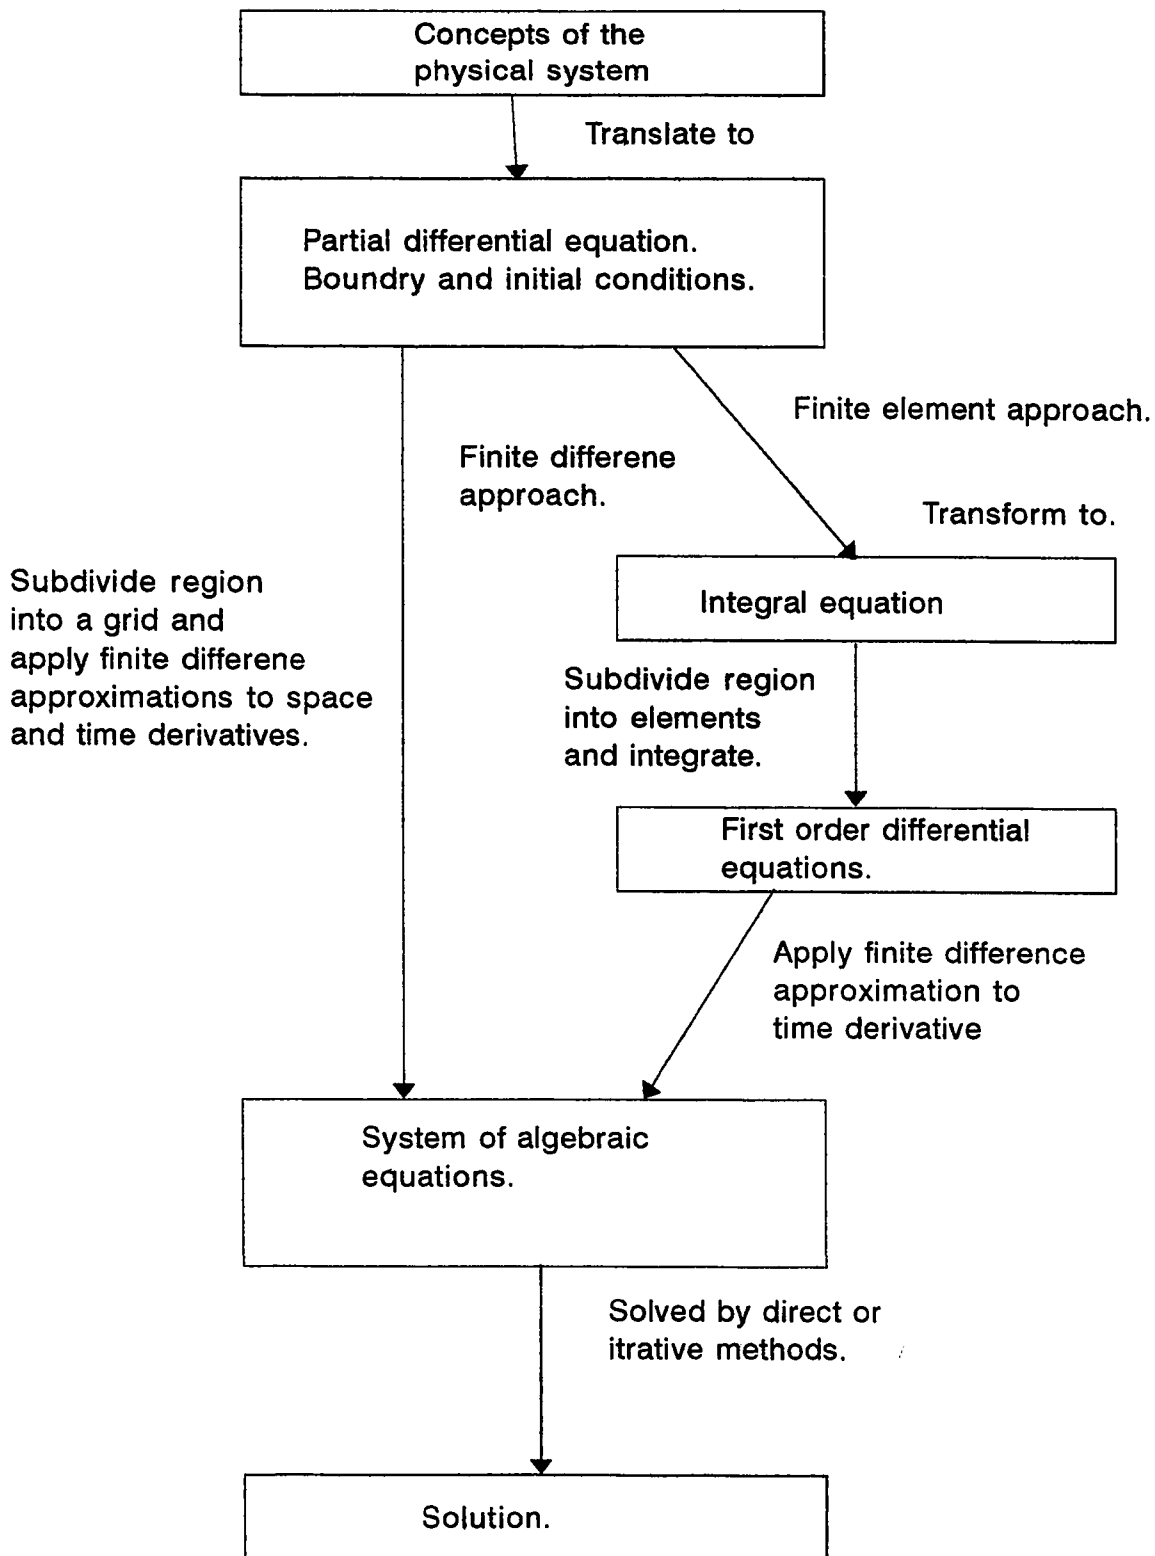 Concepts of the
physical system
Translate to
Partial differential equation.
Boundry and initial conditions.
Finite element approach.
Finite differene
approach.
Transform to.
Subdivide region
into a grid and
apply finite differene
approximations to space
and time derivatives.
Integral equation
Subdivide region
into elements
and integrate.
First order differential
equations.
Apply finite difference
approximation to
time derivative
System of algebraic
equations.
Solved by direct or
itrative methods.
Solution.